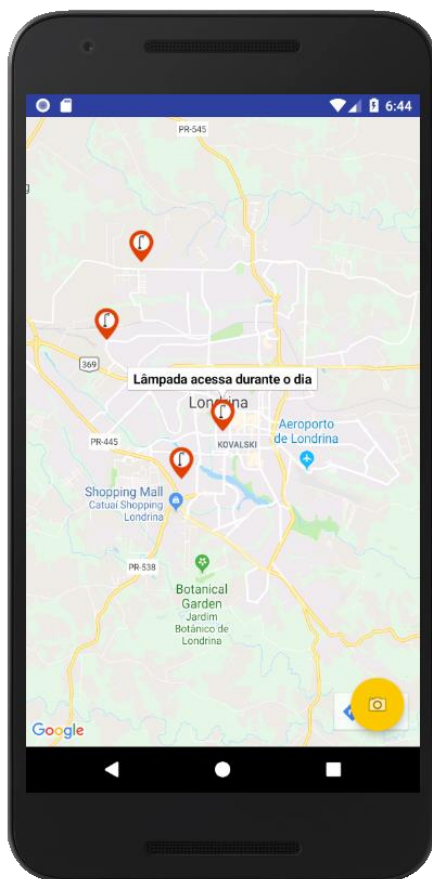 6:44
PR-545
369
Lâmpada acessa durante o dia
Londrina
PR-445
KOVALSKI
Aeroporto
de Londrina
Shopping Mall
Catuaí Shopping
Londrina
PR-538
Botanical
Garden
Jardim
Botânico de
Londrina
Google